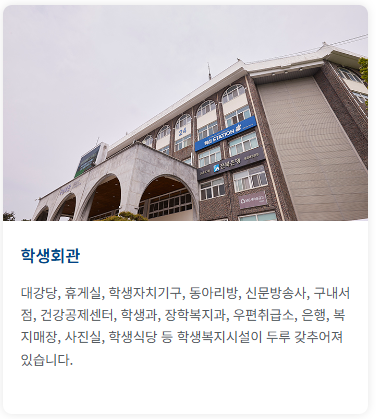 24
학생회관
대강당, 휴게실, 학생자치기구, 동아리방, 신문방송사, 구내서
점, 건강공제센터, 학생과, 장학복지과, 우편취급소, 은행, 복
지매장, 사진실, 학생식당 등 학생복지시설이 두루 갖추어져
있습니다.